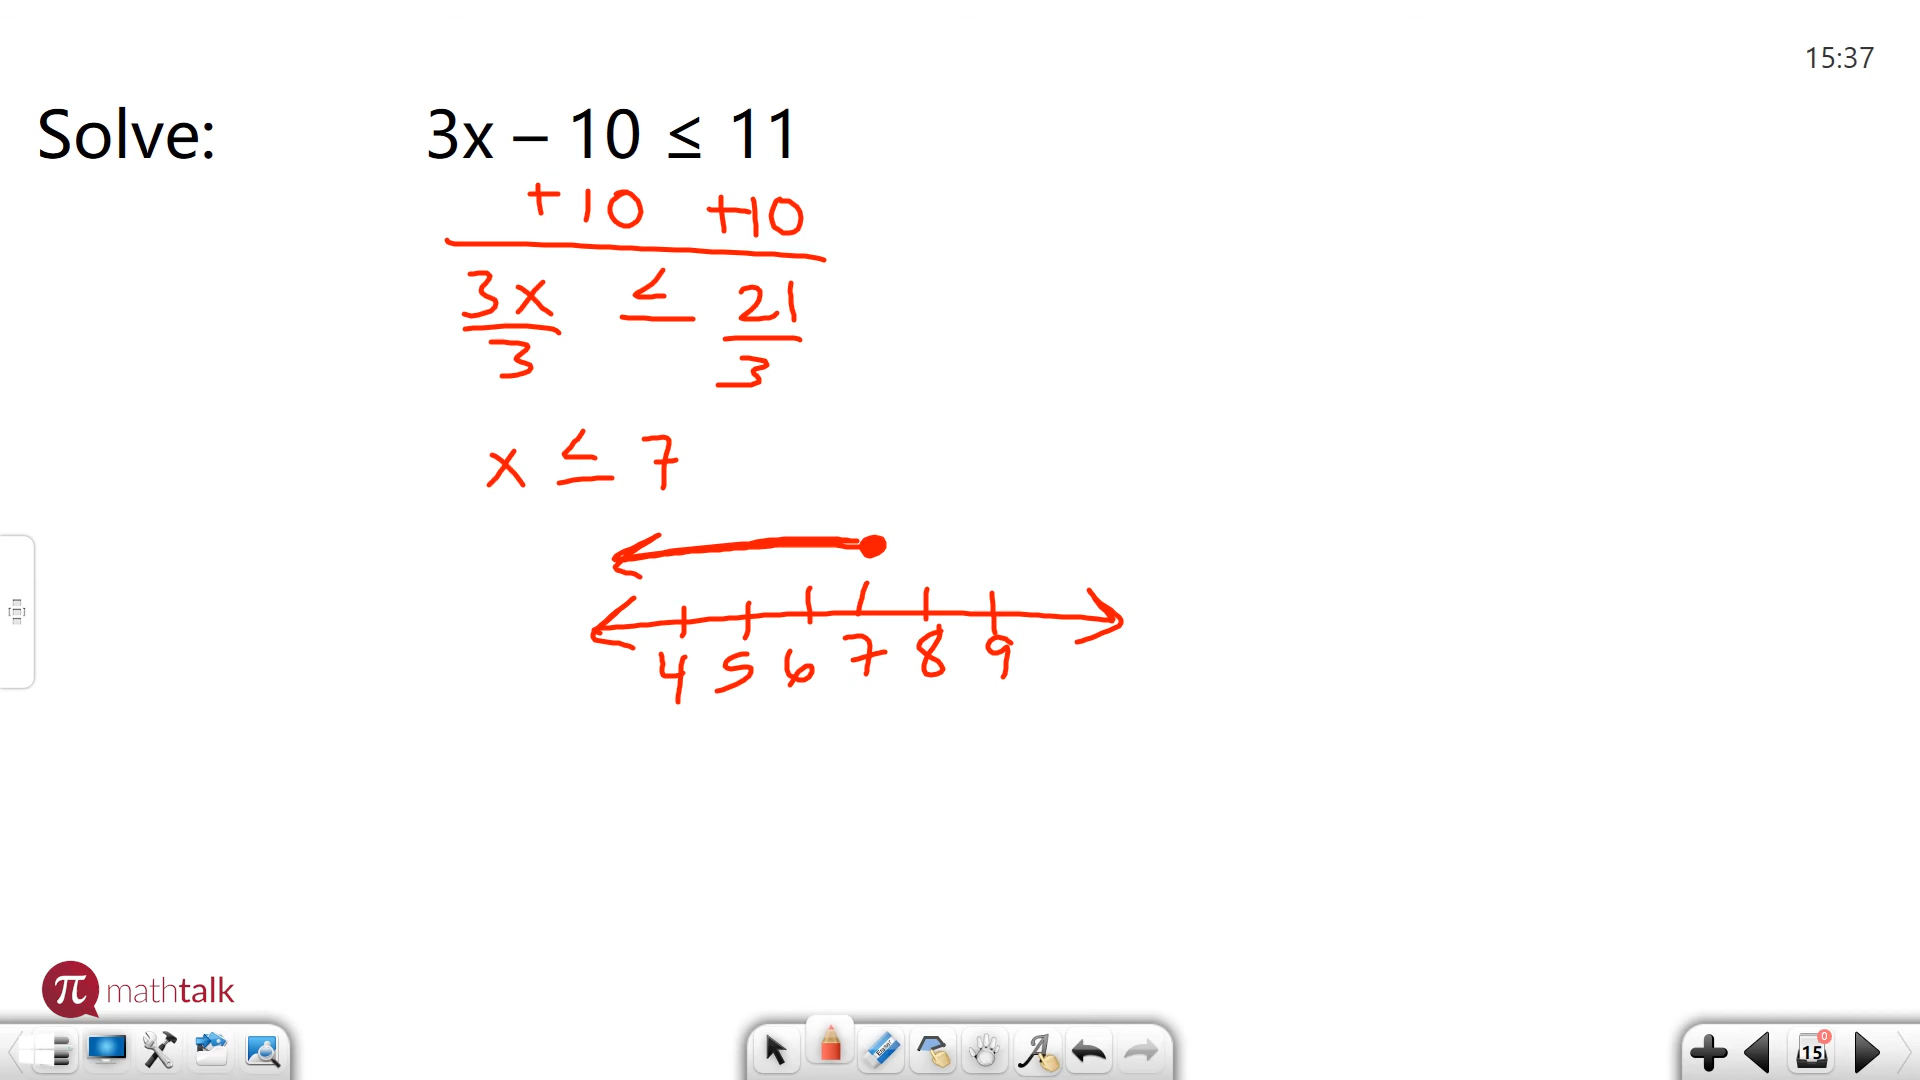 15:37
Solve: 3x – 10 ≤ 11
+10 +10
3x ≤ 21
3 3
x ≤ 7
4 5 6 7 8 9
π mathtalk
Eraser A 15 0